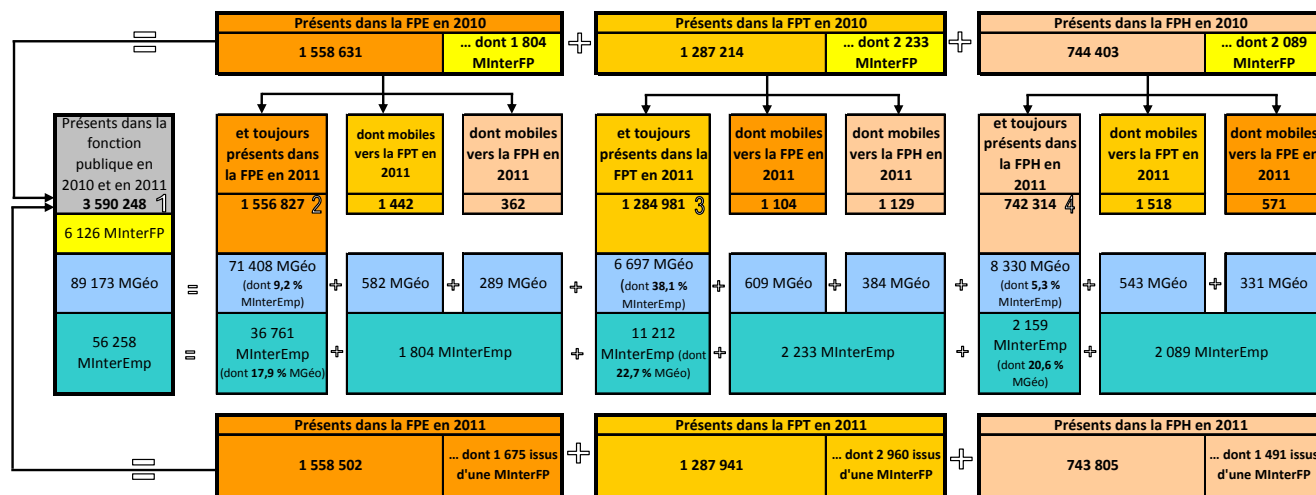 Présents dans la FPE en 2010
1 558 631
... dont 1 804
MInterFP
Présents dans la FPT en 2010
1 287 214
... dont 2 233
MInterFP
Présents dans la FPH en 2010
744 403
... dont 2 089
MInterFP
=
+
+
Présents dans la
fonction
publique en
2010 et en 2011
3 590 248 1
6 126 MInterFP
89 173 MGéo
56 258
MInterEmp
et toujours
présents dans
la FPE en 2011
1 556 827 2
dont mobiles
vers la FPT en
2011
1 442
dont mobiles
vers la FPH en
2011
362
et toujours
présents dans la
FPT en 2011
1 284 981 3
dont mobiles
vers la FPE en
2011
1 104
dont mobiles
vers la FPH en
2011
1 129
et toujours
présents dans
la FPH en
2011
742 314 4
dont mobiles
vers la FPT en
2011
1 518
dont mobiles
vers la FPE en
2011
571
=
71 408 MGéo
(dont 9,2 %
MInterEmp)
+
582 MGéo
+
289 MGéo
+
6 697 MGéo
(dont 38,1 %
MInterEmp)
+
609 MGéo
+
384 MGéo
+
8 330 MGéo
(dont 5,3 %
MInterEmp)
+
543 MGéo
+
331 MGéo
=
36 761
MInterEmp
(dont 17,9 % MGéo)
+
1 804 MInterEmp
+
11 212
MInterEmp (dont
22,7 % MGéo)
+
2 233 MInterEmp
+
2 159
MInterEmp
(dont 20,6 %
MGéo)
+
2 089 MInterEmp
Présents dans la FPE en 2011
1 558 502
... dont 1 675 issus
d'une MInterFP
Présents dans la FPT en 2011
1 287 941
... dont 2 960 issus
d'une MInterFP
Présents dans la FPH en 2011
743 805
... dont 1 491 issus
d'une MInterFP
=
+
+